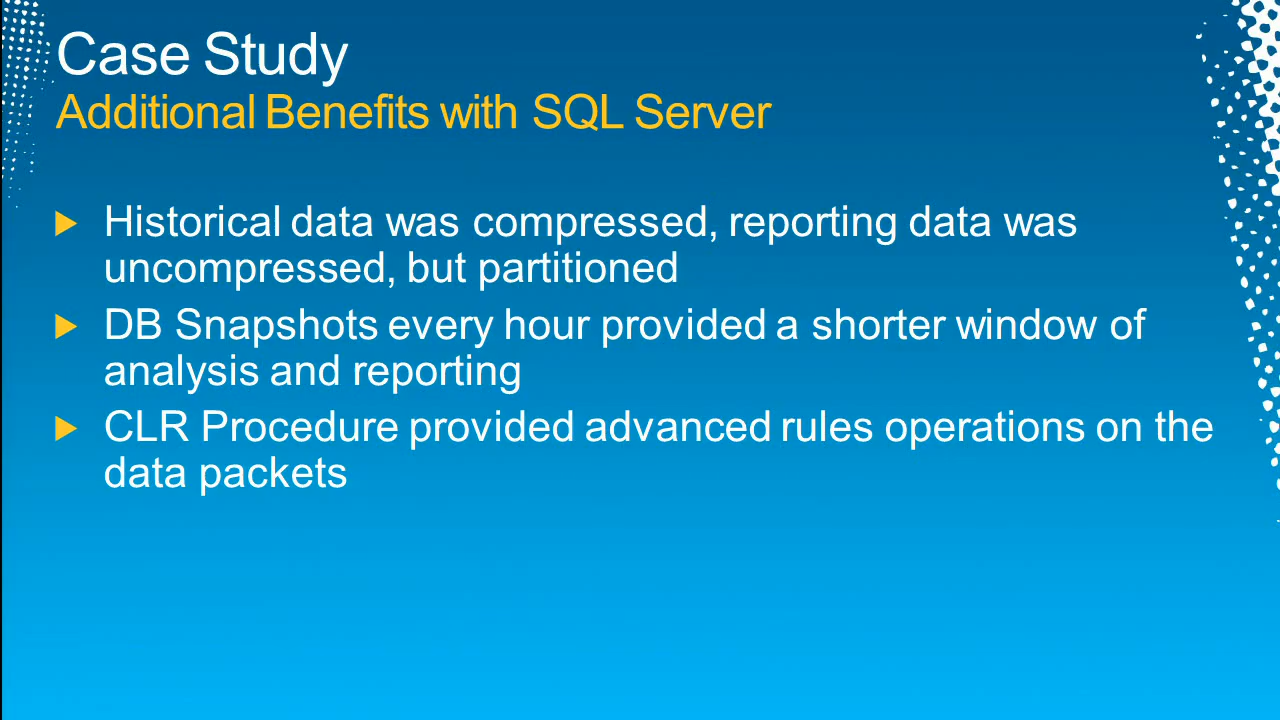 Case Study
Additional Benefits with SQL Server
Historical data was compressed, reporting data was
uncompressed, but partitioned
DB Snapshots every hour provided a shorter window of
analysis and reporting
CLR Procedure provided advanced rules operations on the
data packets